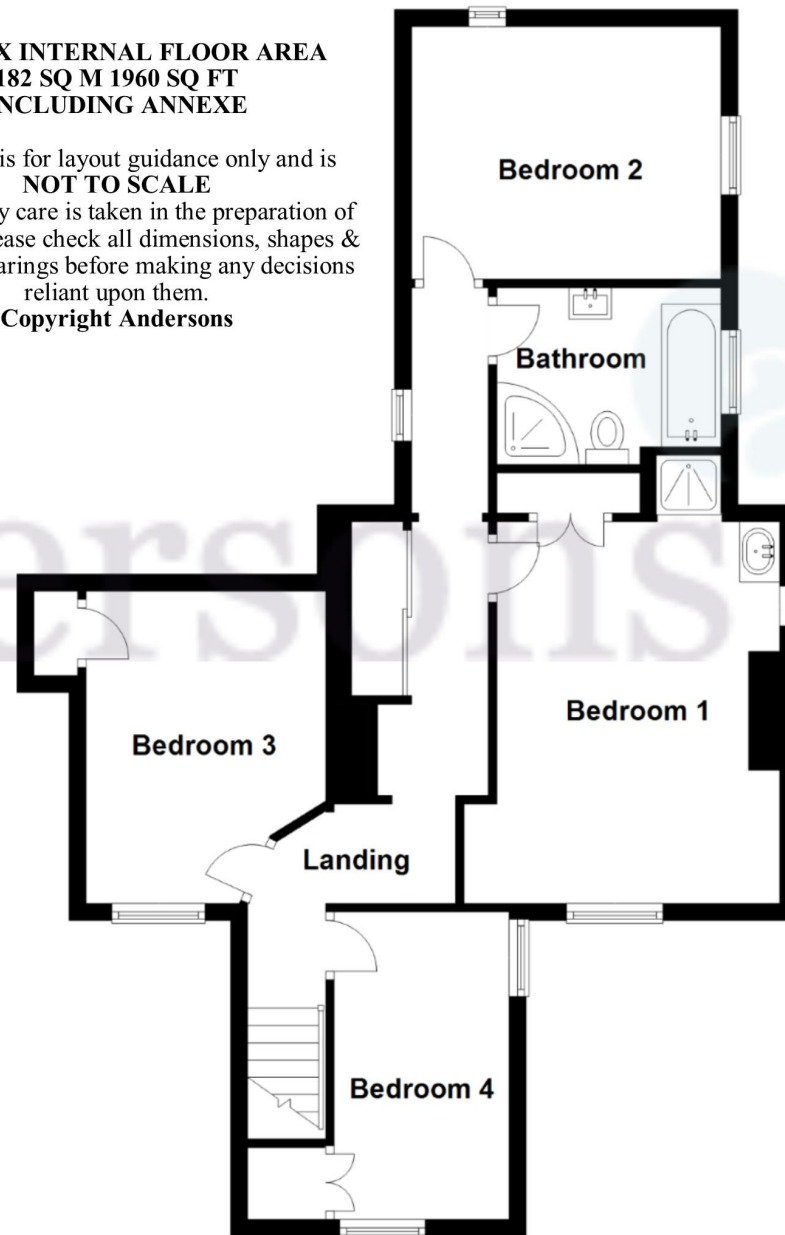 X INTERNAL FLOOR AREA
182 SQ M 1960 SQ FT
NCLUDING ANNEXE
is for layout guidance only and is
NOT TO SCALE
y care is taken in the preparation of
ease check all dimensions, shapes &
arings before making any decisions
reliant upon them.
Copyright Andersons
Bedroom 2
Bathroom
ersons
Bedroom 1
Bedroom 3
Landing
Bedroom 4